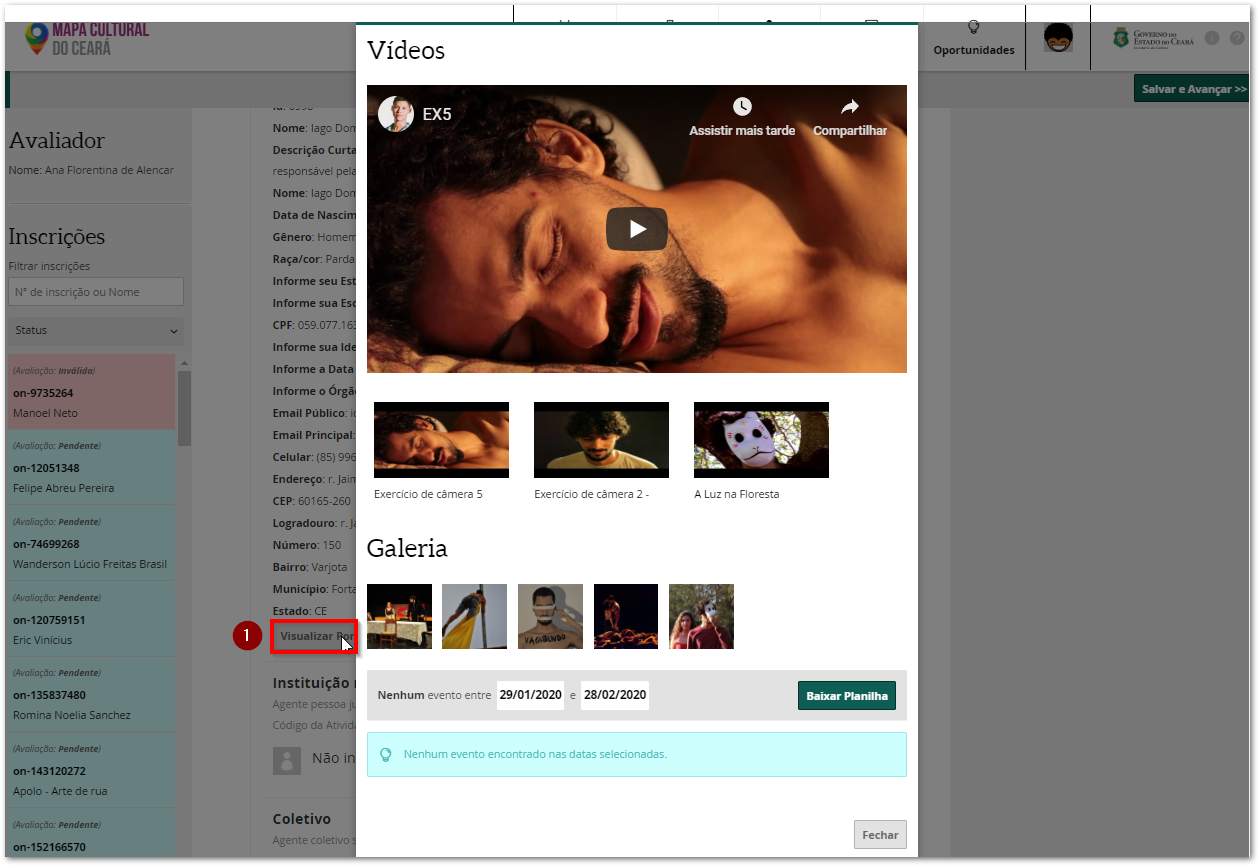 MAPA CULTURAL
DO CEARÁ
Oportunidades
GOVERNO DO
ESTADO DO CEARÁ
Salvar e Avançar >>
Avaliador
Nome: Ana Florentina de Alencar
Inscrições
Filtrar inscrições
N° de inscrição ou Nome
Status
(Avaliação: Inválida)
on-9735264
Manoel Neto
(Avaliação: Pendente)
on-12051348
Felipe Abreu Pereira
(Avaliação: Pendente)
on-74699268
Wanderson Lúcio Freitas Brasil
(Avaliação: Pendente)
on-120759151
Eric Vinícius
(Avaliação: Pendente)
on-135837480
Romina Noelia Sanchez
(Avaliação: Pendente)
on-143120272
Apolo - Arte de rua
(Avaliação: Pendente)
on-152166570
Nome: Iago Dom
Descrição Curta
responsável pela
Nome: Iago Dom
Data de Nascim
Gênero: Homem
Raça/cor: Parda
Informe seu Est
Informe sua Esc
CPF: 059.077.163
Informe sua Ide
Informe a Data
Informe o Órgã
Email Público: i
Email Principal:
Celular: (85) 996
Endereço: r. Jaim
CEP: 60165-260
Logradouro: r. Ja
Número: 150
Bairro: Varjota
Município: Forta
Estado: CE
1
Visualizar Por
Instituição r
Agente pessoa ju
Código da Ativida
Não in
Coletivo
Agente coletivo s
Vídeos
EX5
Assistir mais tarde
Compartilhar
Exercício de câmera 5
Exercício de câmera 2 -
A Luz na Floresta
Galeria
VAGIBUNDO
Nenhum evento entre 29/01/2020 e 28/02/2020
Baixar Planilha
Nenhum evento encontrado nas datas selecionadas.
Fechar